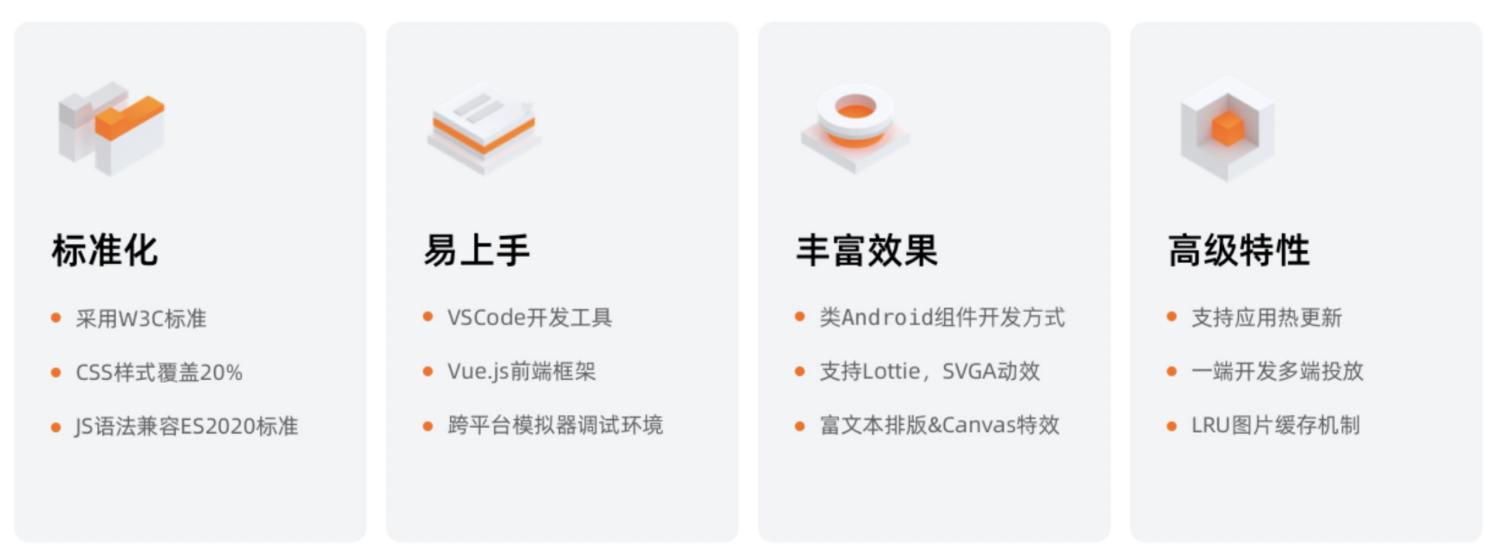 标准化
采用W3C标准
CSS样式覆盖20%
JS语法兼容ES2020标准
易上手
VSCode开发工具
Vue.js前端框架
跨平台模拟器调试环境
丰富效果
类Android组件开发方式
支持Lottie，SVGA动效
富文本排版&Canvas特效
高级特性
支持应用热更新
一端开发多端投放
LRU图片缓存机制